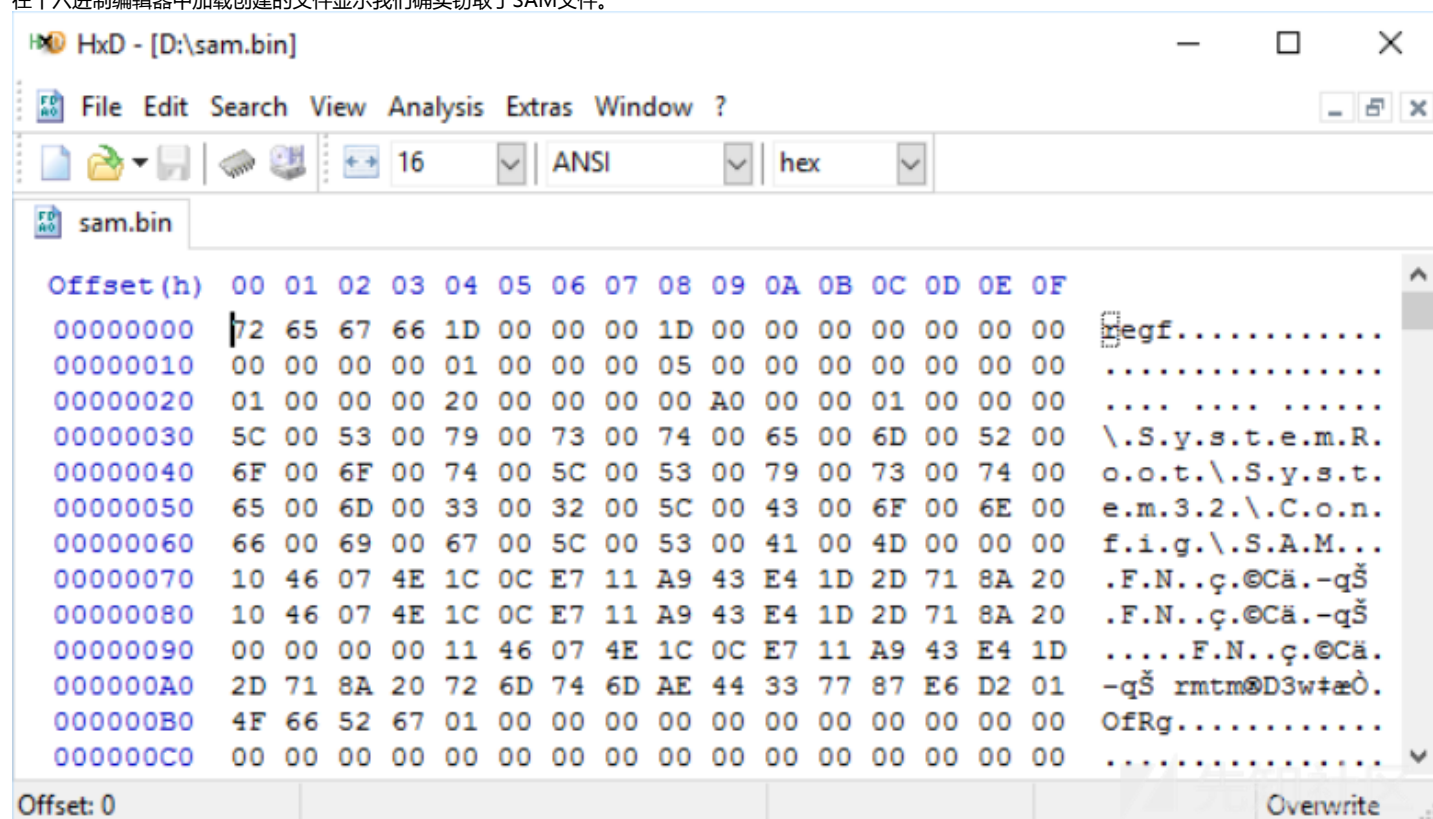 在十六进制编辑器中加载创建的文件显示我们确实窃取了SAM文件。
HxD - [D:\sam.bin]
File Edit Search View Analysis Extras Window ?
16 ANSI hex
sam.bin
Offset(h) 00 01 02 03 04 05 06 07 08 09 0A 0B 0C 0D 0E 0F
00000000 72 65 67 66 1D 00 00 00 1D 00 00 00 00 00 00 00 regf............
00000010 00 00 00 00 01 00 00 00 05 00 00 00 00 00 00 00 ................
00000020 01 00 00 00 20 00 00 00 00 A0 00 00 01 00 00 00 .... .... ......
00000030 5C 00 53 00 79 00 73 00 74 00 65 00 6D 00 52 00 \.S.y.s.t.e.m.R.
00000040 6F 00 6F 00 74 00 5C 00 53 00 79 00 73 00 74 00 o.o.t.\.S.y.s.t.
00000050 65 00 6D 00 33 00 32 00 5C 00 43 00 6F 00 6E 00 e.m.3.2.\.C.o.n.
00000060 66 00 69 00 67 00 5C 00 53 00 41 00 4D 00 00 00 f.i.g.\.S.A.M...
00000070 10 46 07 4E 1C 0C E7 11 A9 43 E4 1D 2D 71 8A 20 .F.N..ç.©Cä.-qŠ
00000080 10 46 07 4E 1C 0C E7 11 A9 43 E4 1D 2D 71 8A 20 .F.N..ç.©Cä.-qŠ
00000090 00 00 00 00 11 46 07 4E 1C 0C E7 11 A9 43 E4 1D .....F.N..ç.©Cä.
000000A0 2D 71 8A 20 72 6D 74 6D AE 44 33 77 87 E6 D2 01 -qŠ rmtm®D3w‡æÒ.
000000B0 4F 66 52 67 01 00 00 00 00 00 00 00 00 00 00 00 OfRg............
000000C0 00 00 00 00 00 00 00 00 00 00 00 00 00 00 00 00 ................
Offset: 0 Overwrite
先知社区